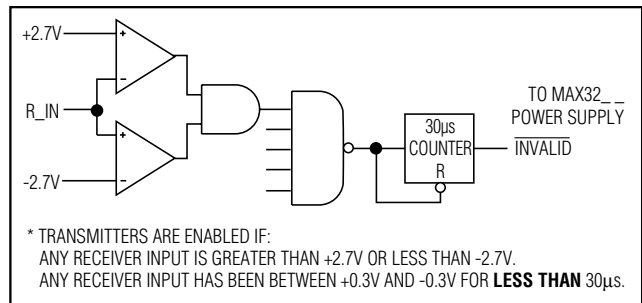 +2.7V
R_IN
-2.7V
+
-
+
-
30µs
COUNTER
R
TO MAX32_ _
POWER SUPPLY
INVALID
* TRANSMITTERS ARE ENABLED IF:
ANY RECEIVER INPUT IS GREATER THAN +2.7V OR LESS THAN -2.7V.
ANY RECEIVER INPUT HAS BEEN BETWEEN +0.3V AND -0.3V FOR LESS THAN 30µs.